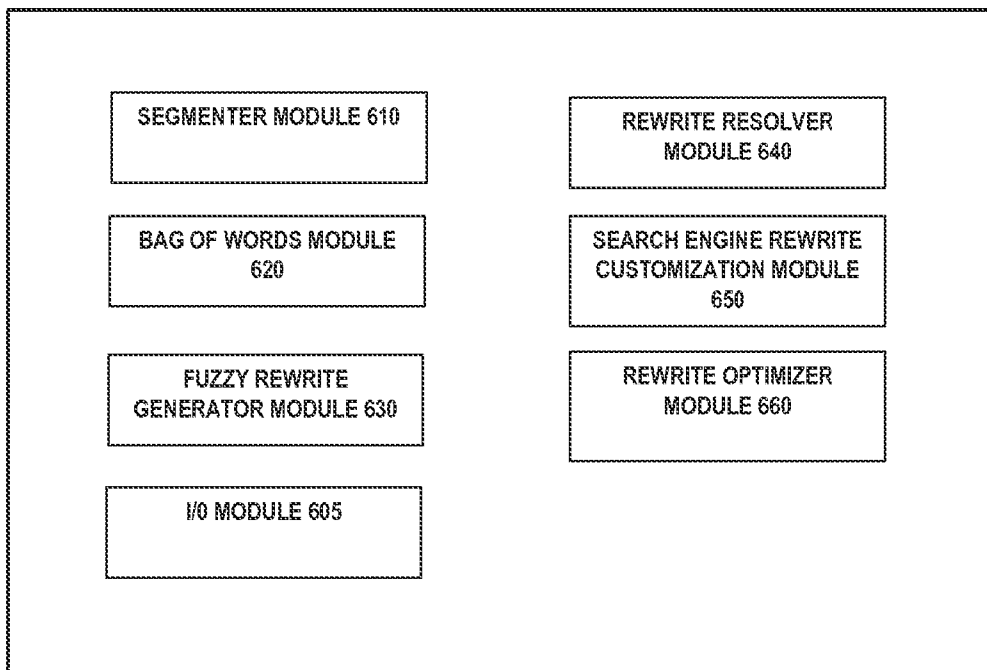 SEGMENTER MODULE 610
BAG OF WORDS MODULE
620
FUZZY REWRITE
GENERATOR MODULE 630
I/0 MODULE 605
REWRITE RESOLVER
MODULE 640
SEARCH ENGINE REWRITE
CUSTOMIZATION MODULE
650
REWRITE OPTIMIZER
MODULE 660